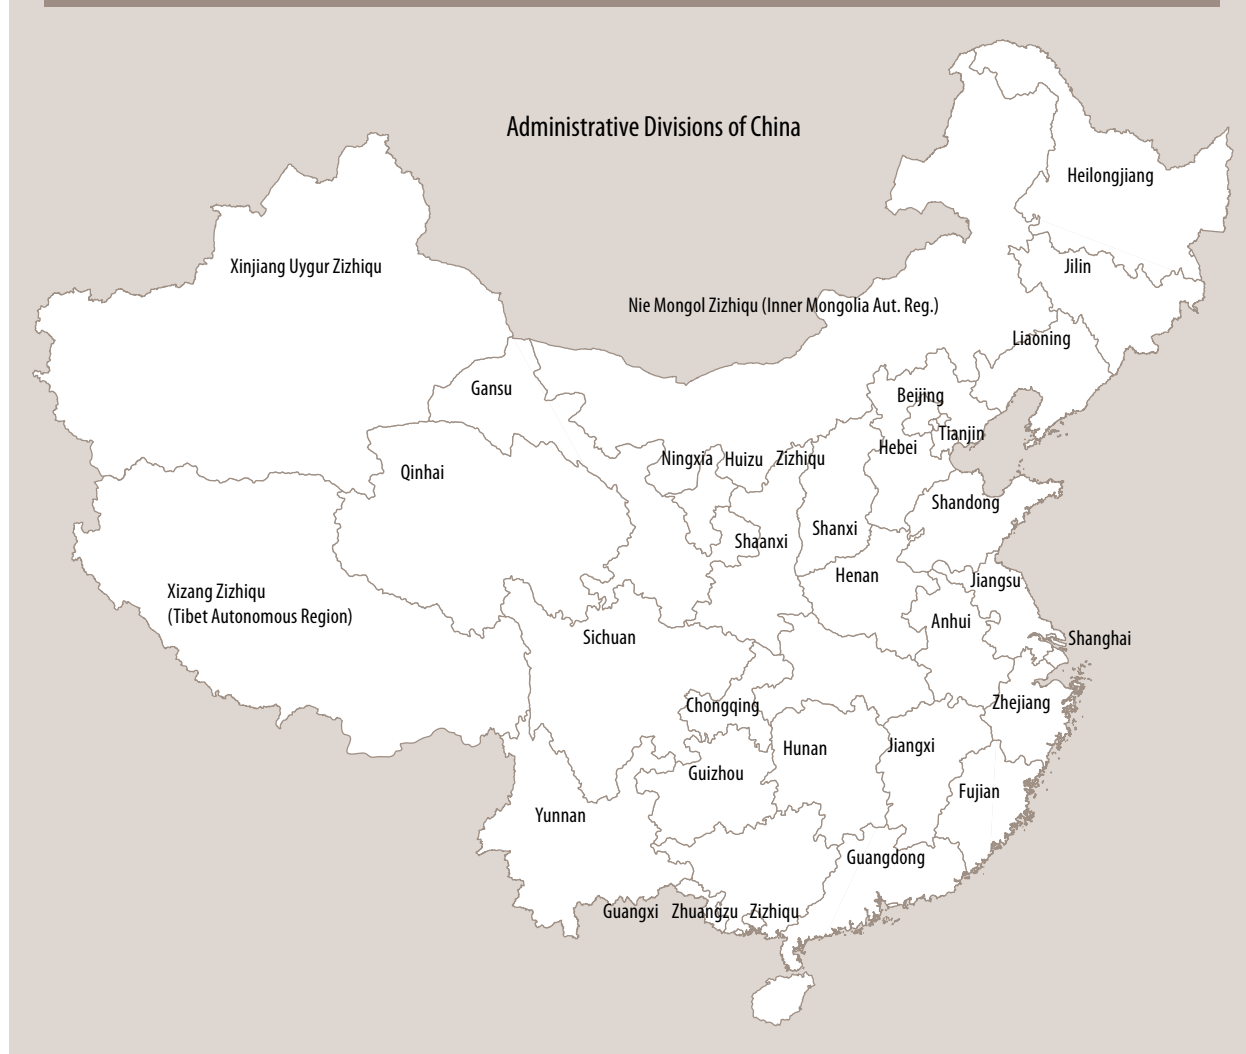 Administrative Divisions of China
Heilongjiang
Xinjiang Uygur Zizhiqu
Jilin
Nie Mongol Zizhiqu (Inner Mongolia Aut. Reg.)
Liaoning
Gansu
Beijing
Tianjin
Hebei
Ningxia Huizu Zizhiqu
Qinhai
Shandong
Shanxi
Shaanxi
Henan
Jiangsu
Xizang Zizhiqu
(Tibet Autonomous Region)
Anhui
Sichuan
Shanghai
Zhejiang
Chongqing
Hunan
Jiangxi
Guizhou
Fujian
Yunnan
Guangdong
Guangxi Zhuangzu Zizhiqu